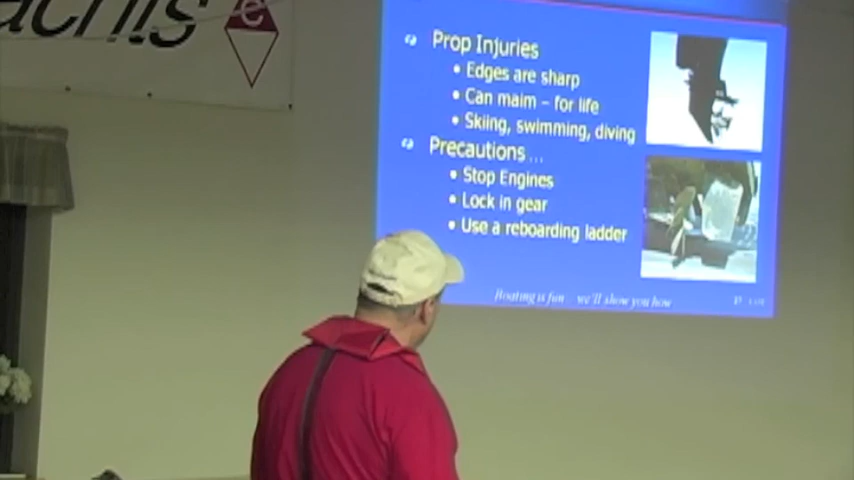 e
Prop Injuries
• Edges are sharp
• Can maim – for life
• Skiing, swimming, diving
Precautions...
• Stop Engines
• Lock in gear
• Use a reboarding ladder
Boating is fun... we'll show you how